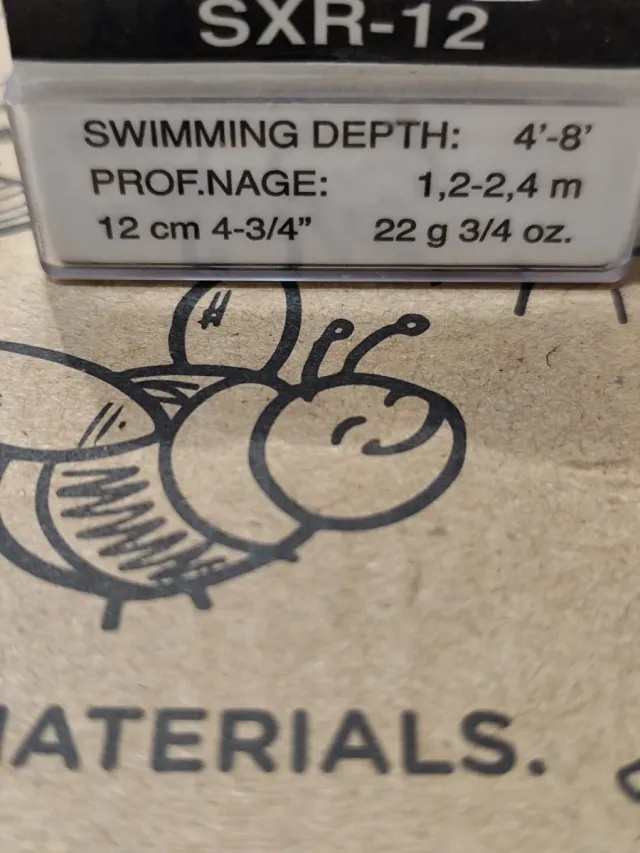 SXR-12
SWIMMING DEPTH: 4'-8'
PROF.NAGE: 1,2-2,4 m
12 cm 4-3/4" 22 g 3/4 oz.
MATERIALS.